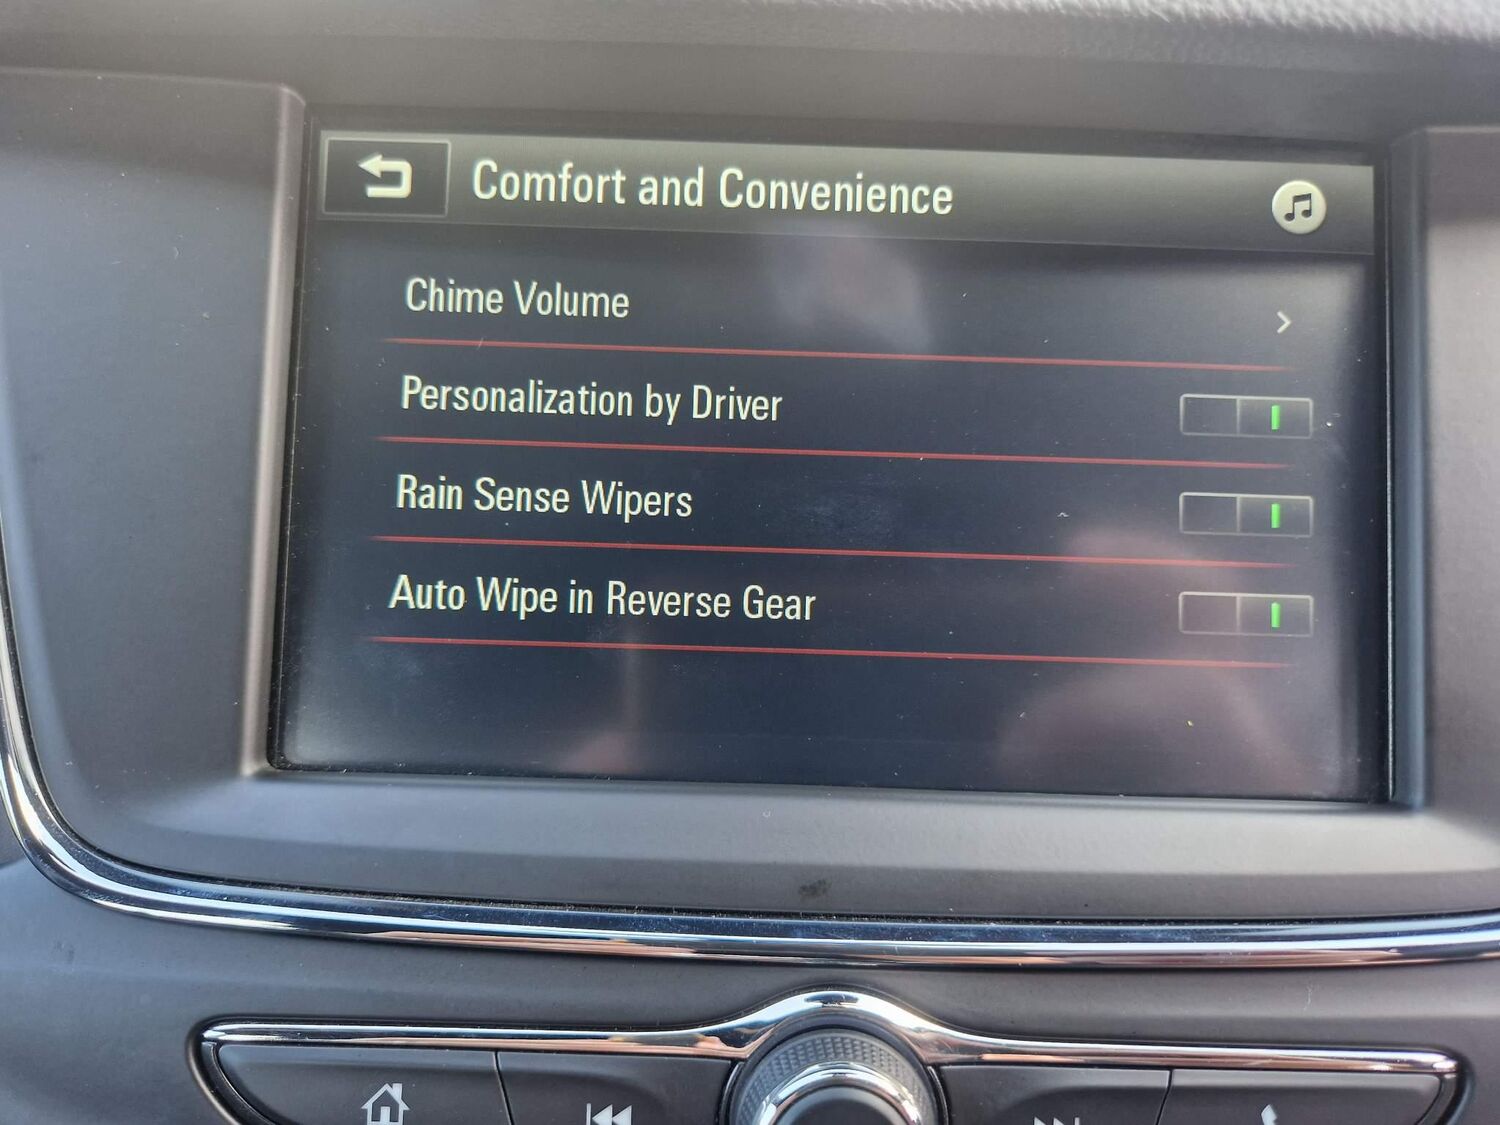 Comfort and Convenience
Chime Volume
Personalization by Driver
Rain Sense Wipers
Auto Wipe in Reverse Gear